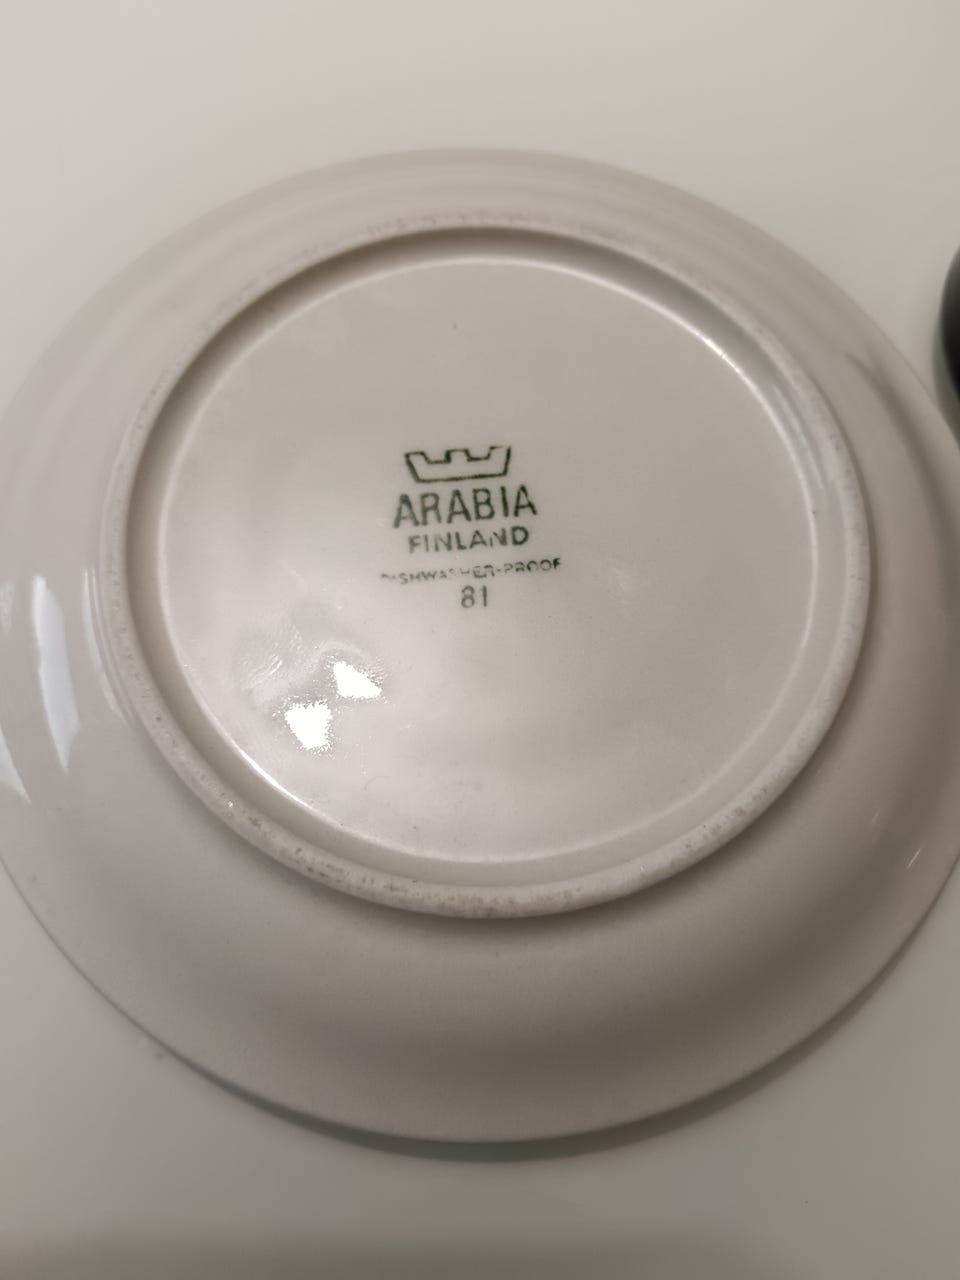 ARABIA
FINLAND
DISHWASHER-PROOF
81